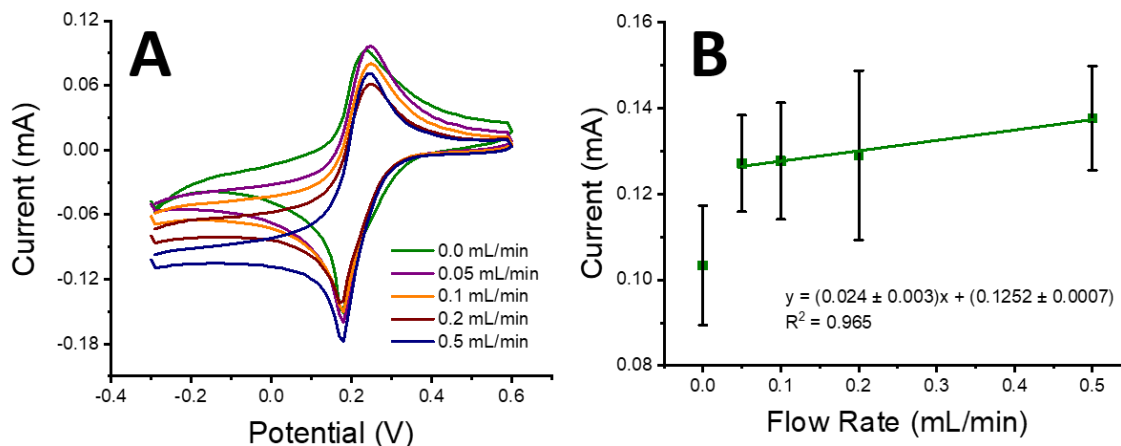 A
0.12
0.06
0.00
-0.06
-0.12
-0.18
Current (mA)
-0.4
-0.2
0.0
0.2
0.4
0.6
Potential (V)
0.0 mL/min
0.05 mL/min
0.1 mL/min
0.2 mL/min
0.5 mL/min
B
0.16
0.14
0.12
0.10
0.08
Current (mA)
y = (0.024 ± 0.003)x + (0.1252 ± 0.0007)
R² = 0.965
0.0
0.1
0.2
0.3
0.4
0.5
Flow Rate (mL/min)